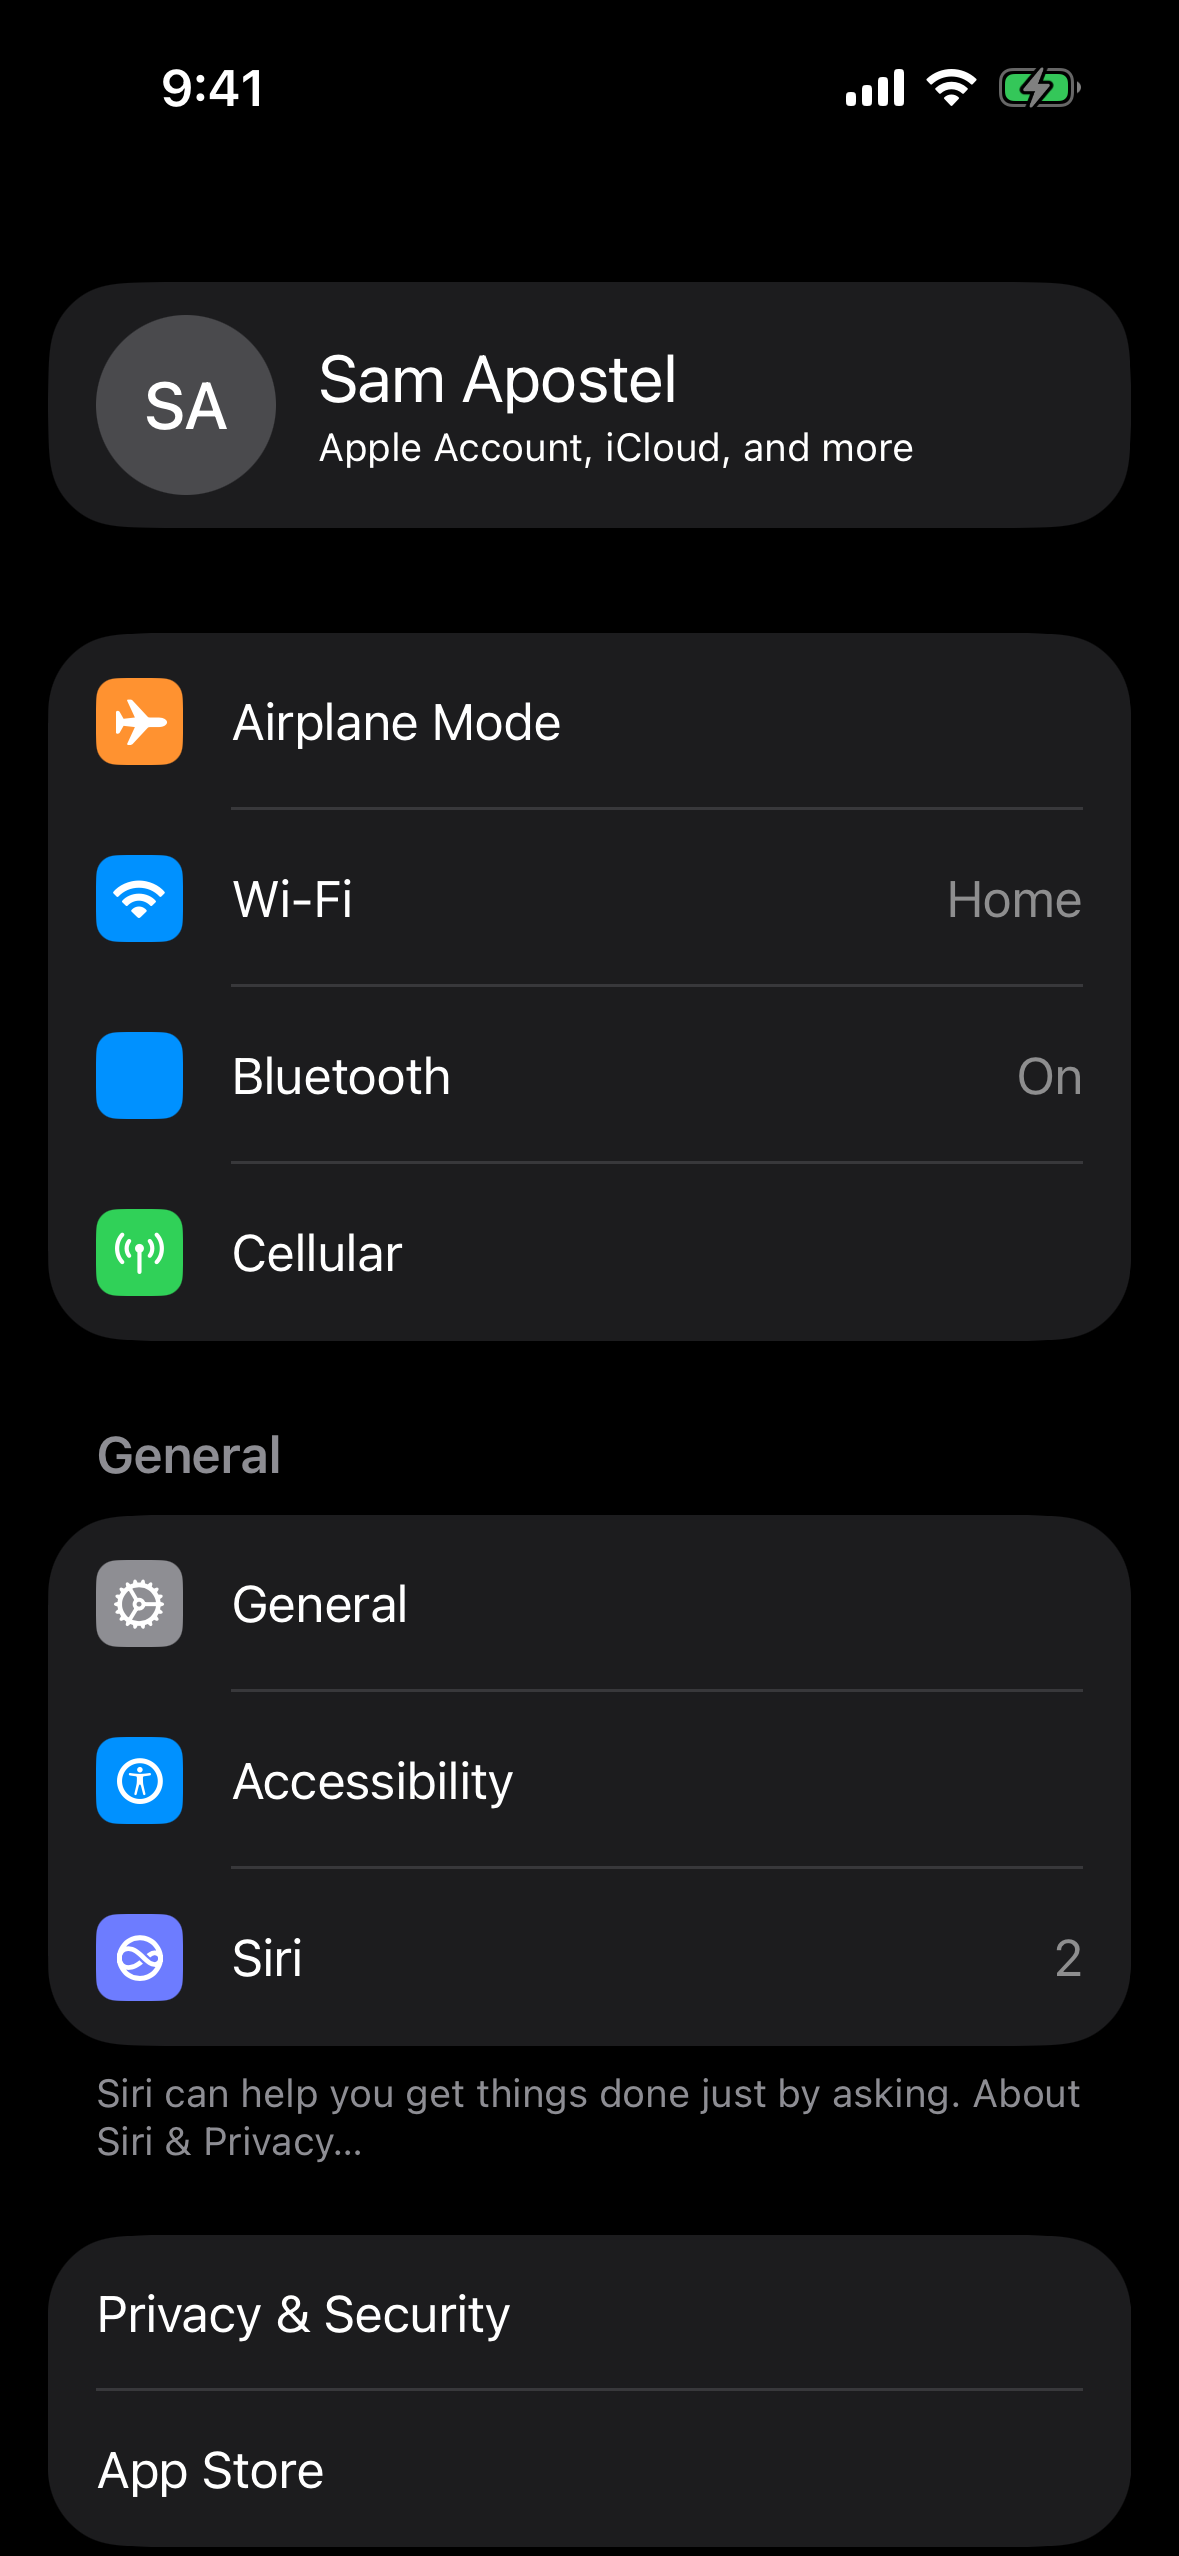 9:41
SA
Sam Apostel
Apple Account, iCloud, and more
Airplane Mode
Wi-Fi Home
Bluetooth On
Cellular
General
General
Accessibility
Siri 2
Siri can help you get things done just by asking. About
Siri & Privacy...
Privacy & Security
App Store